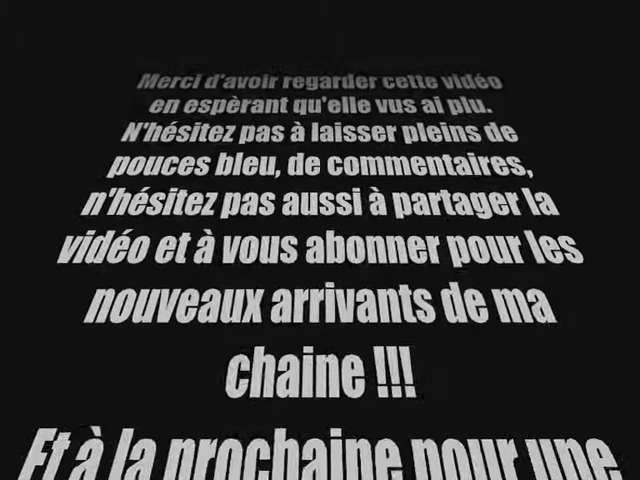 Merci d'avoir regarder cette vidéo
en espèrant qu'elle vus ai plu.
N'hésitez pas à laisser pleins de
pouces bleu, de commentaires,
n'hésitez pas aussi à partager la
vidéo et à vous abonner pour les
nouveaux arrivants de ma
chaine !!!
Et à la prochaine pour une